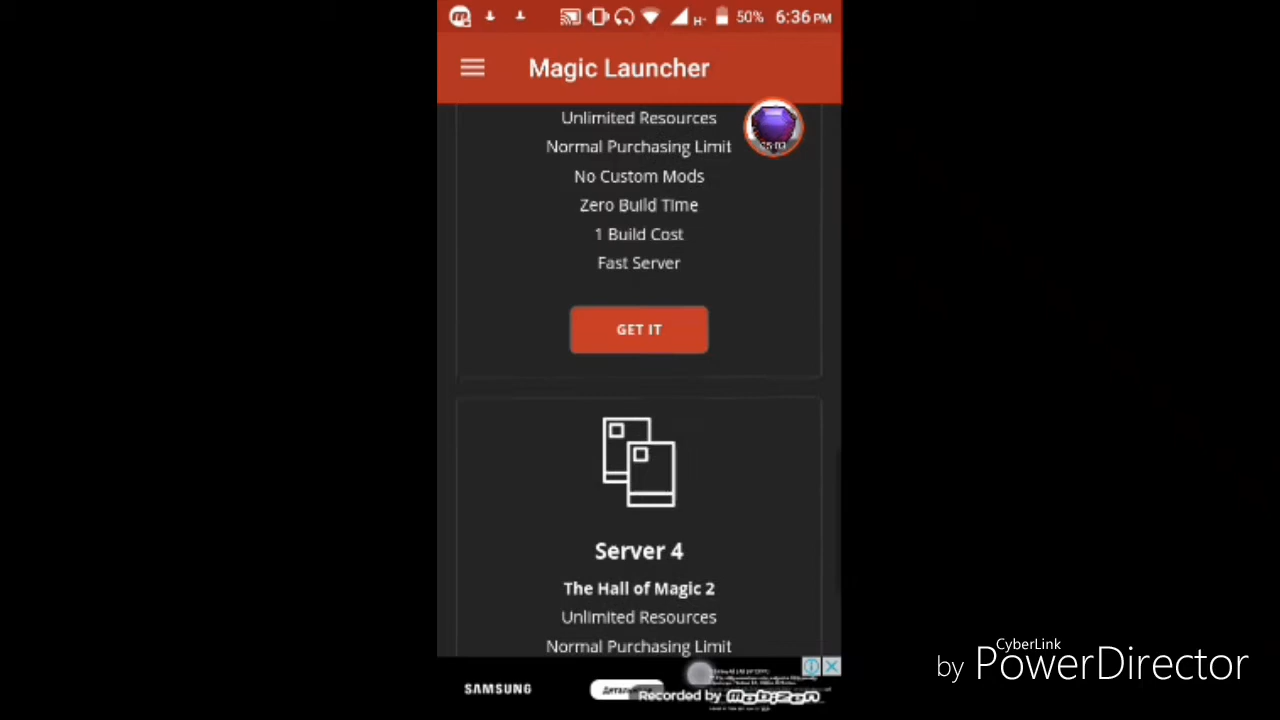 50% 6:36 PM
Magic Launcher
Unlimited Resources
Normal Purchasing Limit
No Custom Mods
Zero Build Time
1 Build Cost
Fast Server
GET IT
Server 4
The Hall of Magic 2
Unlimited Resources
Normal Purchasing Limit
SAMSUNG
Recorded by mobizen
CyberLink
by PowerDirector